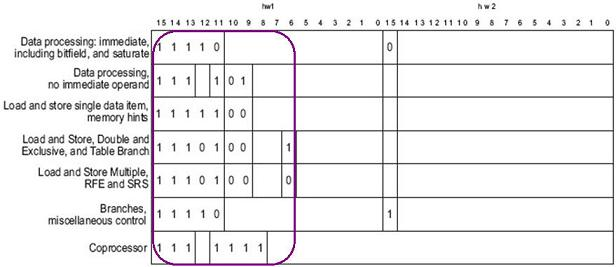 hw1 hw2
15 14 13 12 11 10 9 8 7 6 5 4 3 2 1 0 15 14 13 12 11 10 9 8 7 6 5 4 3 2 1 0
Data processing: immediate,
including bitfield, and saturate
1 1 1 1 0 0
Data processing,
no immediate operand
1 1 1 1 0 1
Load and store single data item,
memory hints
1 1 1 1 1 0 0
Load and Store, Double and
Exclusive, and Table Branch
1 1 1 0 1 0 0 1
Load and Store Multiple,
RFE and SRS
1 1 1 0 1 0 0 0
Branches,
miscellaneous control
1 1 1 1 0 1
Coprocessor
1 1 1 1 1 1 1